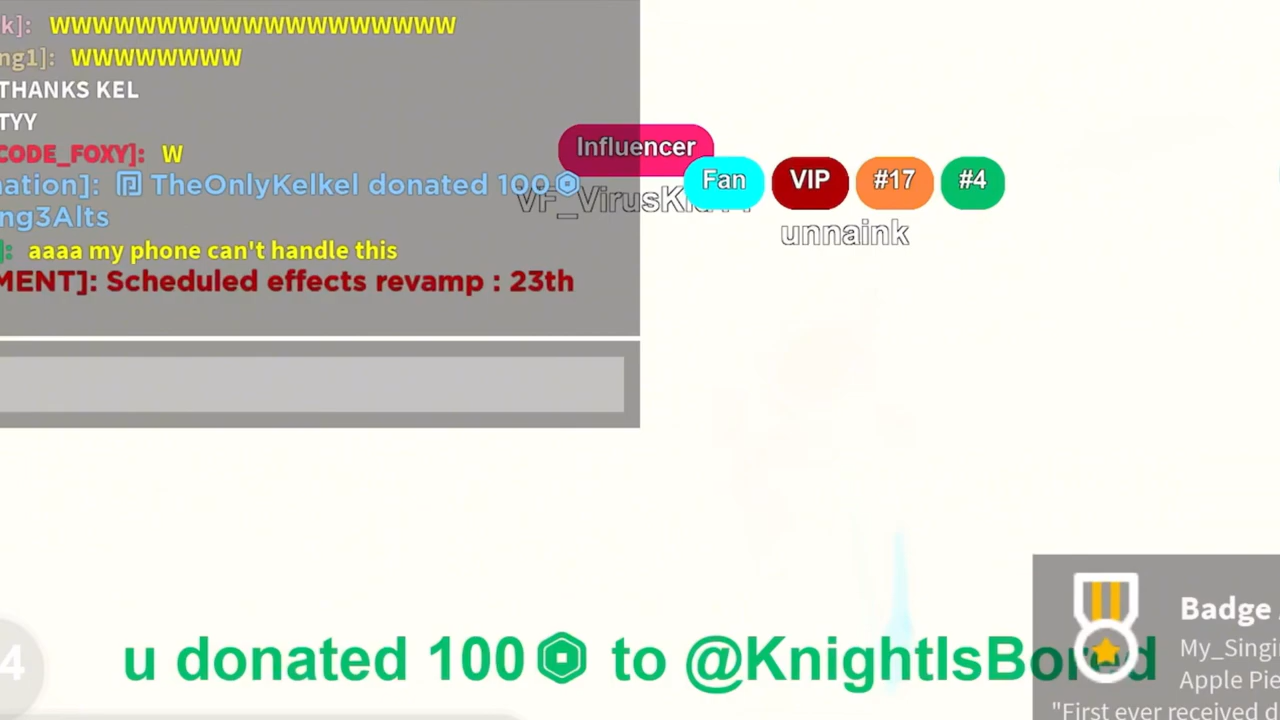 k]: WWWWWWWWWWWWWWWWWWW
ng1]: WWWWWWWW
THANKS KEL
TYY
CODE_FOXY]: W
nation]: TheOnlyKelkel donated 100
ng3Alts
]: aaaa my phone can't handle this
MENT]: Scheduled effects revamp : 23th
Influencer
Fan VIP #17 #4
unnaink
4
u donated 100 to @KnightIsBored
Badge
My_Singi
Apple Pie
"First ever received d